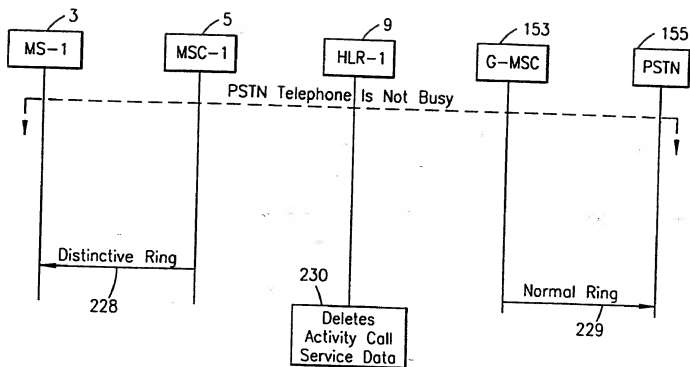 3
5
9
153
155
MS-1
MSC-1
HLR-1
G-MSC
PSTN
PSTN Telephone Is Not Busy
Distinctive Ring
228
230
Deletes
Activity Call
Service Data
Normal Ring
229